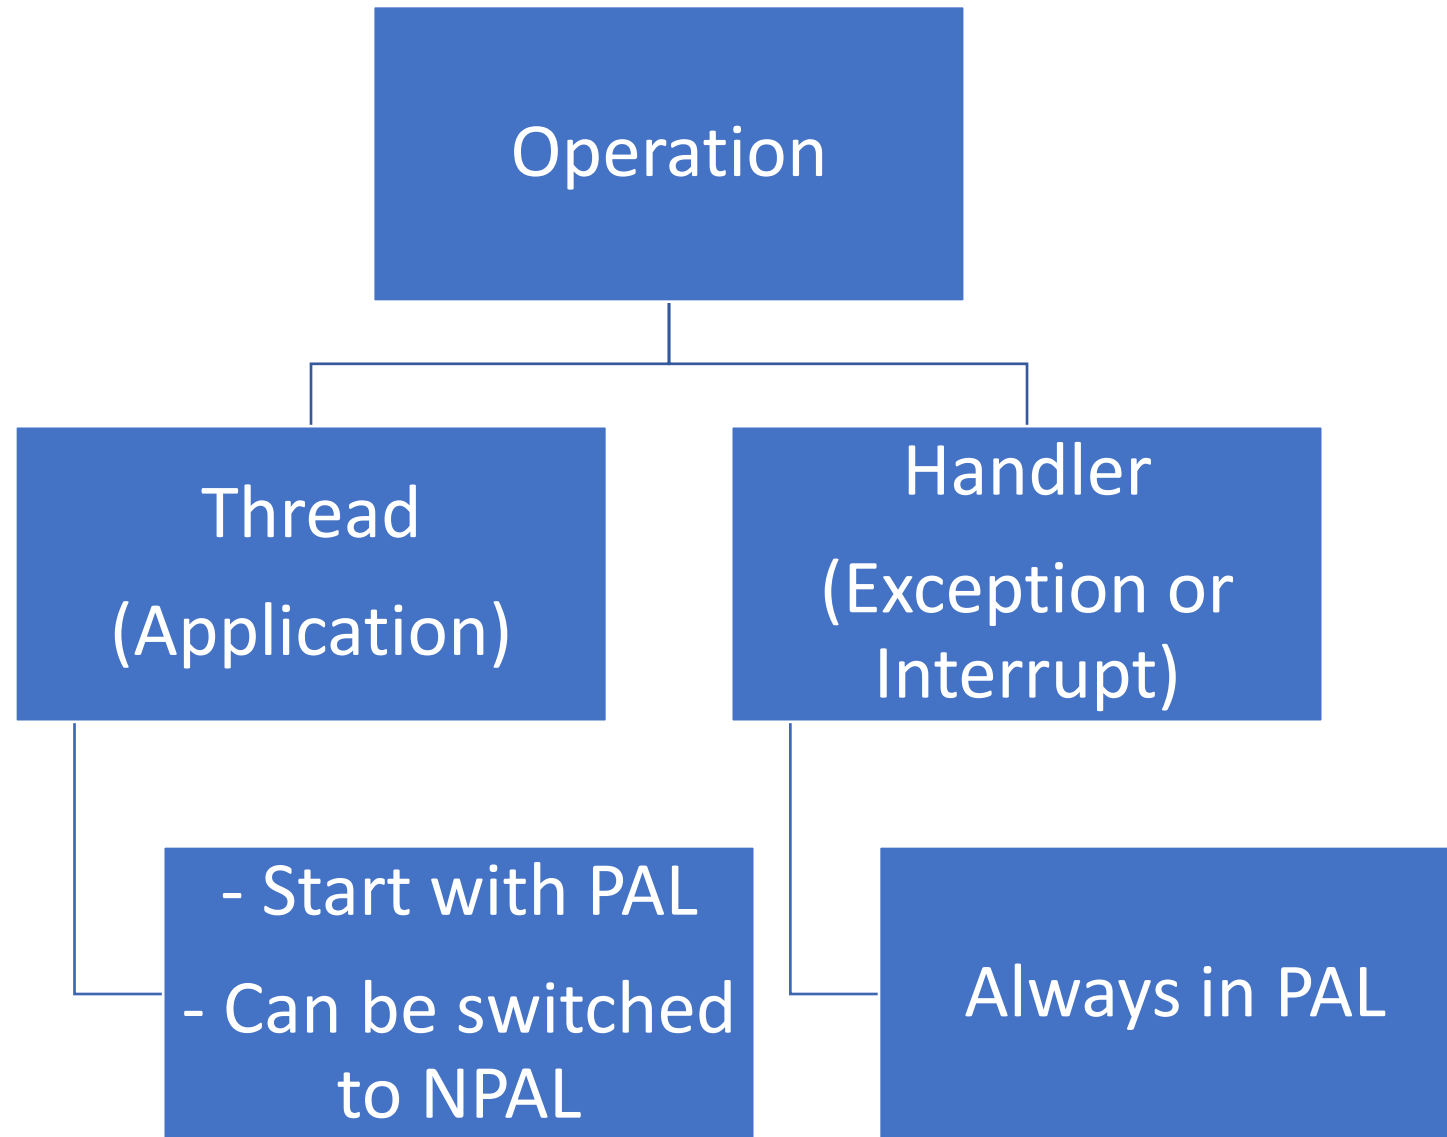 Operation
Thread
(Application)
Handler
(Exception or
Interrupt)
- Start with PAL
- Can be switched
to NPAL
Always in PAL